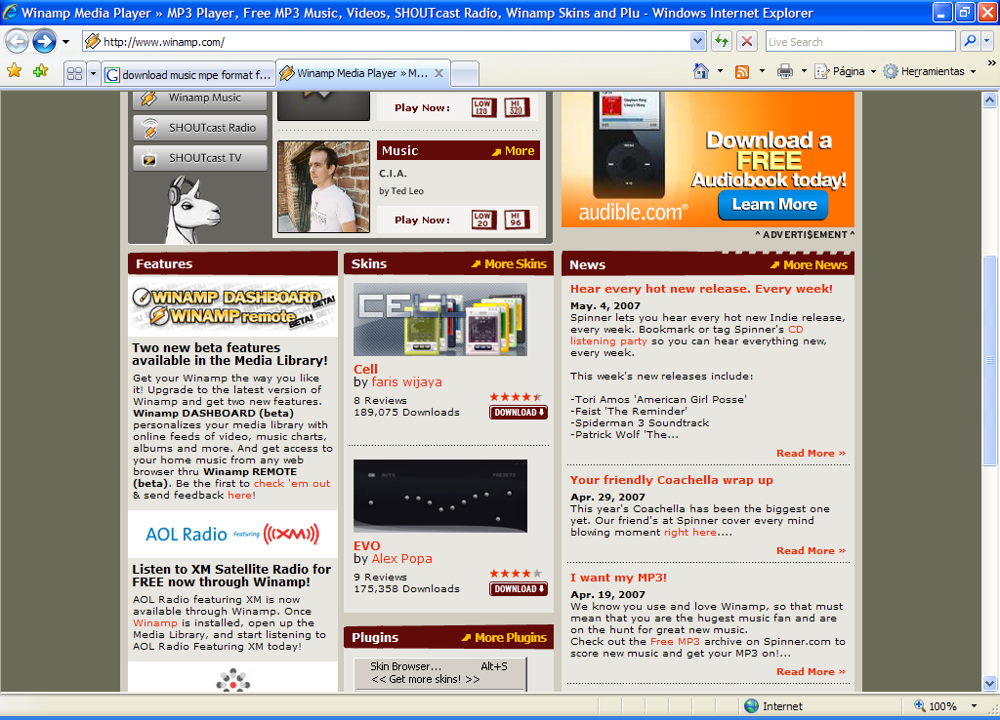 Winamp Media Player » MP3 Player, Free MP3 Music, Videos, SHOUTcast Radio, Winamp Skins and Plu - Windows Internet Explorer
http://www.winamp.com/
Live Search
download music mpe format f...
Winamp Media Player » M...
Página
Herramientas
»
Winamp Music
SHOUTcast Radio
SHOUTcast TV
Play Now:
LOW 120
HI 320
Music
More
C.I.A.
by Ted Leo
Play Now:
LOW 20
HI 96
Download a
FREE
Audiobook today!
audible.com®
Learn More
^ ADVERTI$EMENT ^
Features
WINAMP DASHBOARD BETA!
WINAMP remote BETA!
Two new beta features
available in the Media Library!
Get your Winamp the way you like
it! Upgrade to the latest version of
Winamp and get two new features.
Winamp DASHBOARD (beta)
personalizes your media library with
online feeds of video, music charts,
albums and more. And get access to
your home music from any web
browser thru Winamp REMOTE
(beta). Be the first to check 'em out
& send feedback here!
AOL Radio Featuring XM
Listen to XM Satellite Radio for
FREE now through Winamp!
AOL Radio featuring XM is now
available through Winamp. Once
Winamp is installed, open up the
Media Library, and start listening to
AOL Radio Featuring XM today!
Skins
More Skins
Cell
by faris wijaya
8 Reviews
189,075 Downloads
DOWNLOAD
ON AUTO PRESETS
EVO
by Alex Popa
9 Reviews
175,358 Downloads
DOWNLOAD
Plugins
More Plugins
Skin Browser... Alt+S
<< Get more skins! >>
News
More News
Hear every hot new release. Every week!
May. 4, 2007
Spinner lets you hear every hot new Indie release,
every week. Bookmark or tag Spinner's CD
listening party so you can hear everything new,
every week.
This week's new releases include:
-Tori Amos 'American Girl Posse'
-Feist 'The Reminder'
-Spiderman 3 Soundtrack
-Patrick Wolf 'The...
Read More »
Your friendly Coachella wrap up
Apr. 29, 2007
This year's Coachella has been the biggest one
yet. Our friend's at Spinner cover every mind
blowing moment right here....
Read More »
I want my MP3!
Apr. 19, 2007
We know you use and love Winamp, so that must
mean that you are the hugest music fan and are
on the hunt for great new music.
Check out the Free MP3 archive on Spinner.com to
score new music and get your MP3 on!...
Read More »
Internet
100%